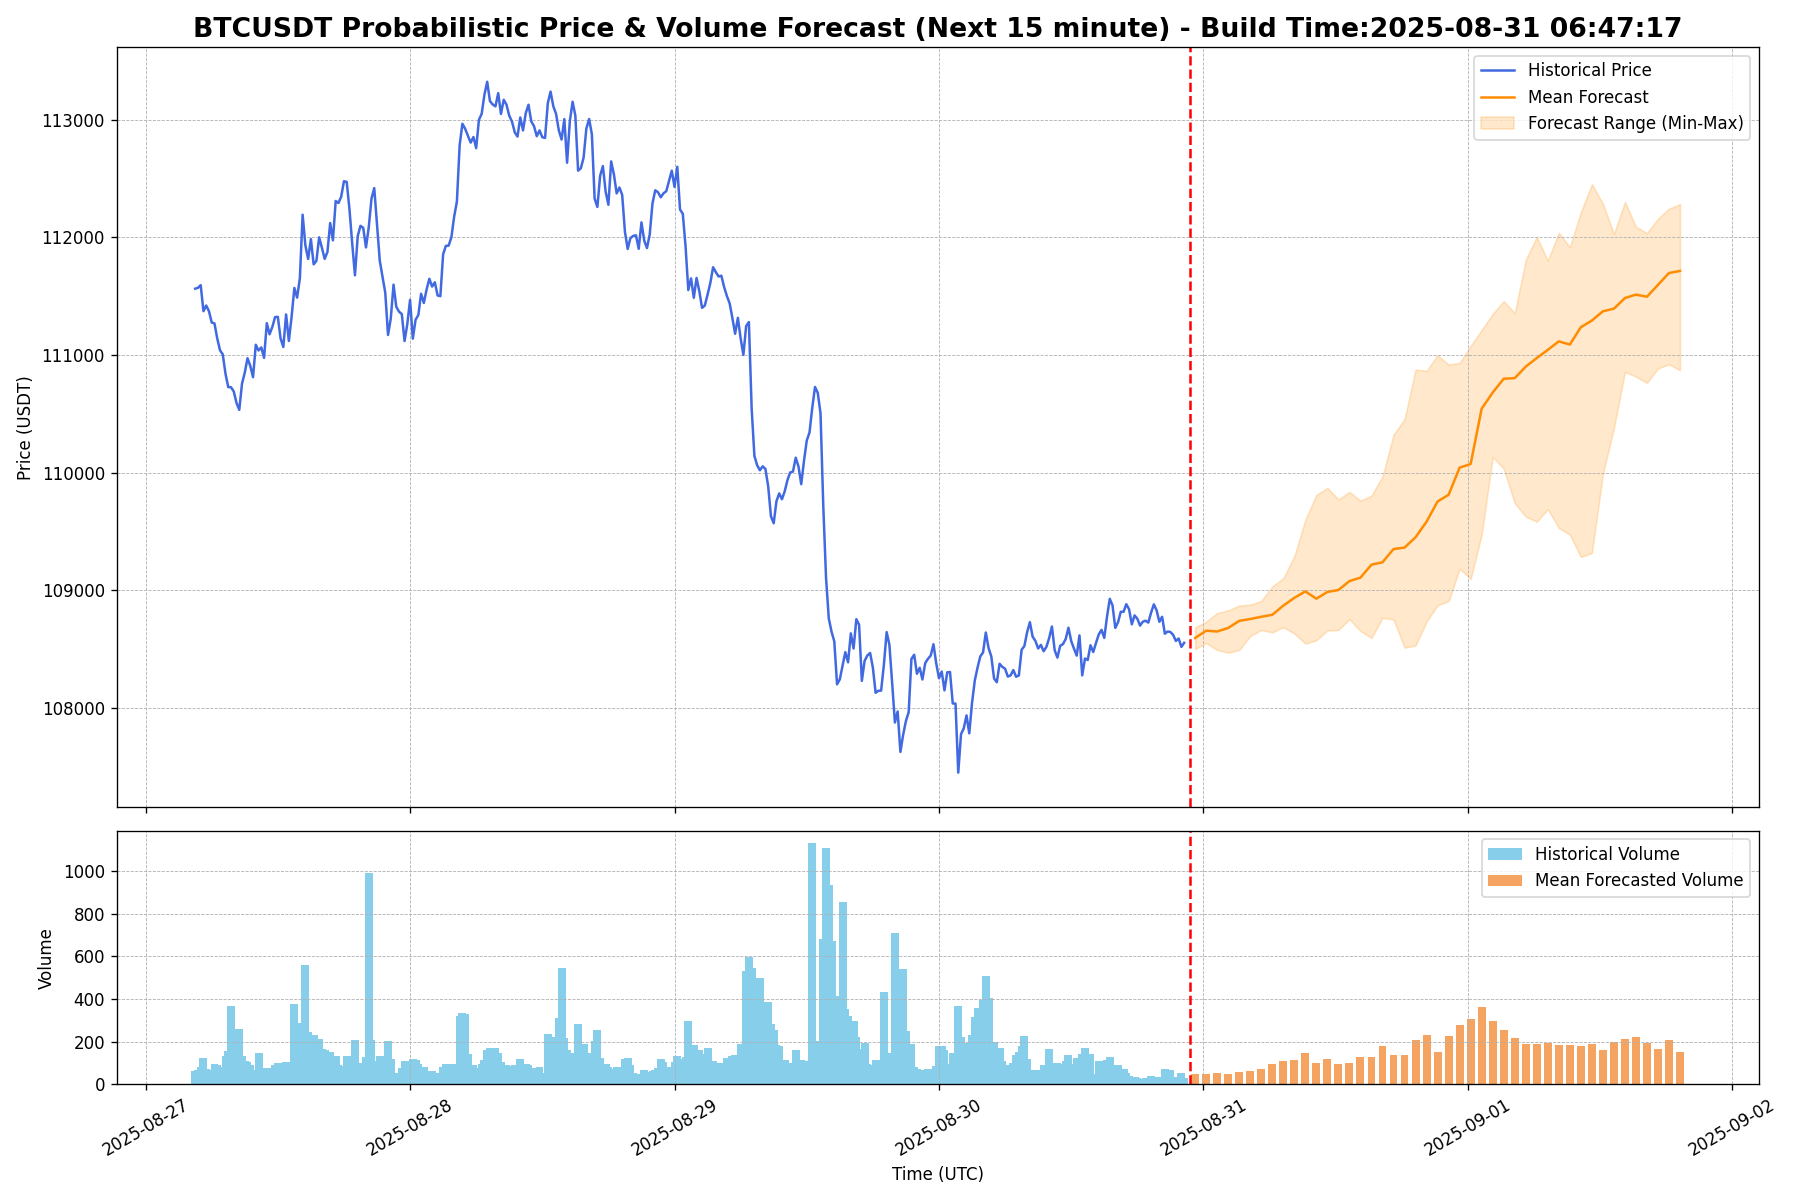 BTCUSDT Probabilistic Price & Volume Forecast (Next 15 minute) - Build Time:2025-08-31 06:47:17
Historical Price
Mean Forecast
Forecast Range (Min-Max)
Price (USDT)
113000
112000
111000
110000
109000
108000
Historical Volume
Mean Forecasted Volume
Volume
1000
800
600
400
200
0
2025-08-27
2025-08-28
2025-08-29
2025-08-30
2025-08-31
2025-09-01
2025-09-02
Time (UTC)